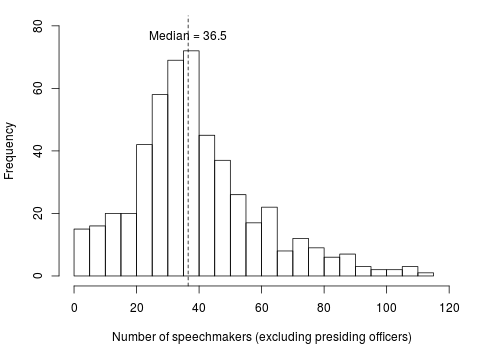 Median = 36.5
Frequency
80
60
40
20
0
0 20 40 60 80 100 120
Number of speechmakers (excluding presiding officers)